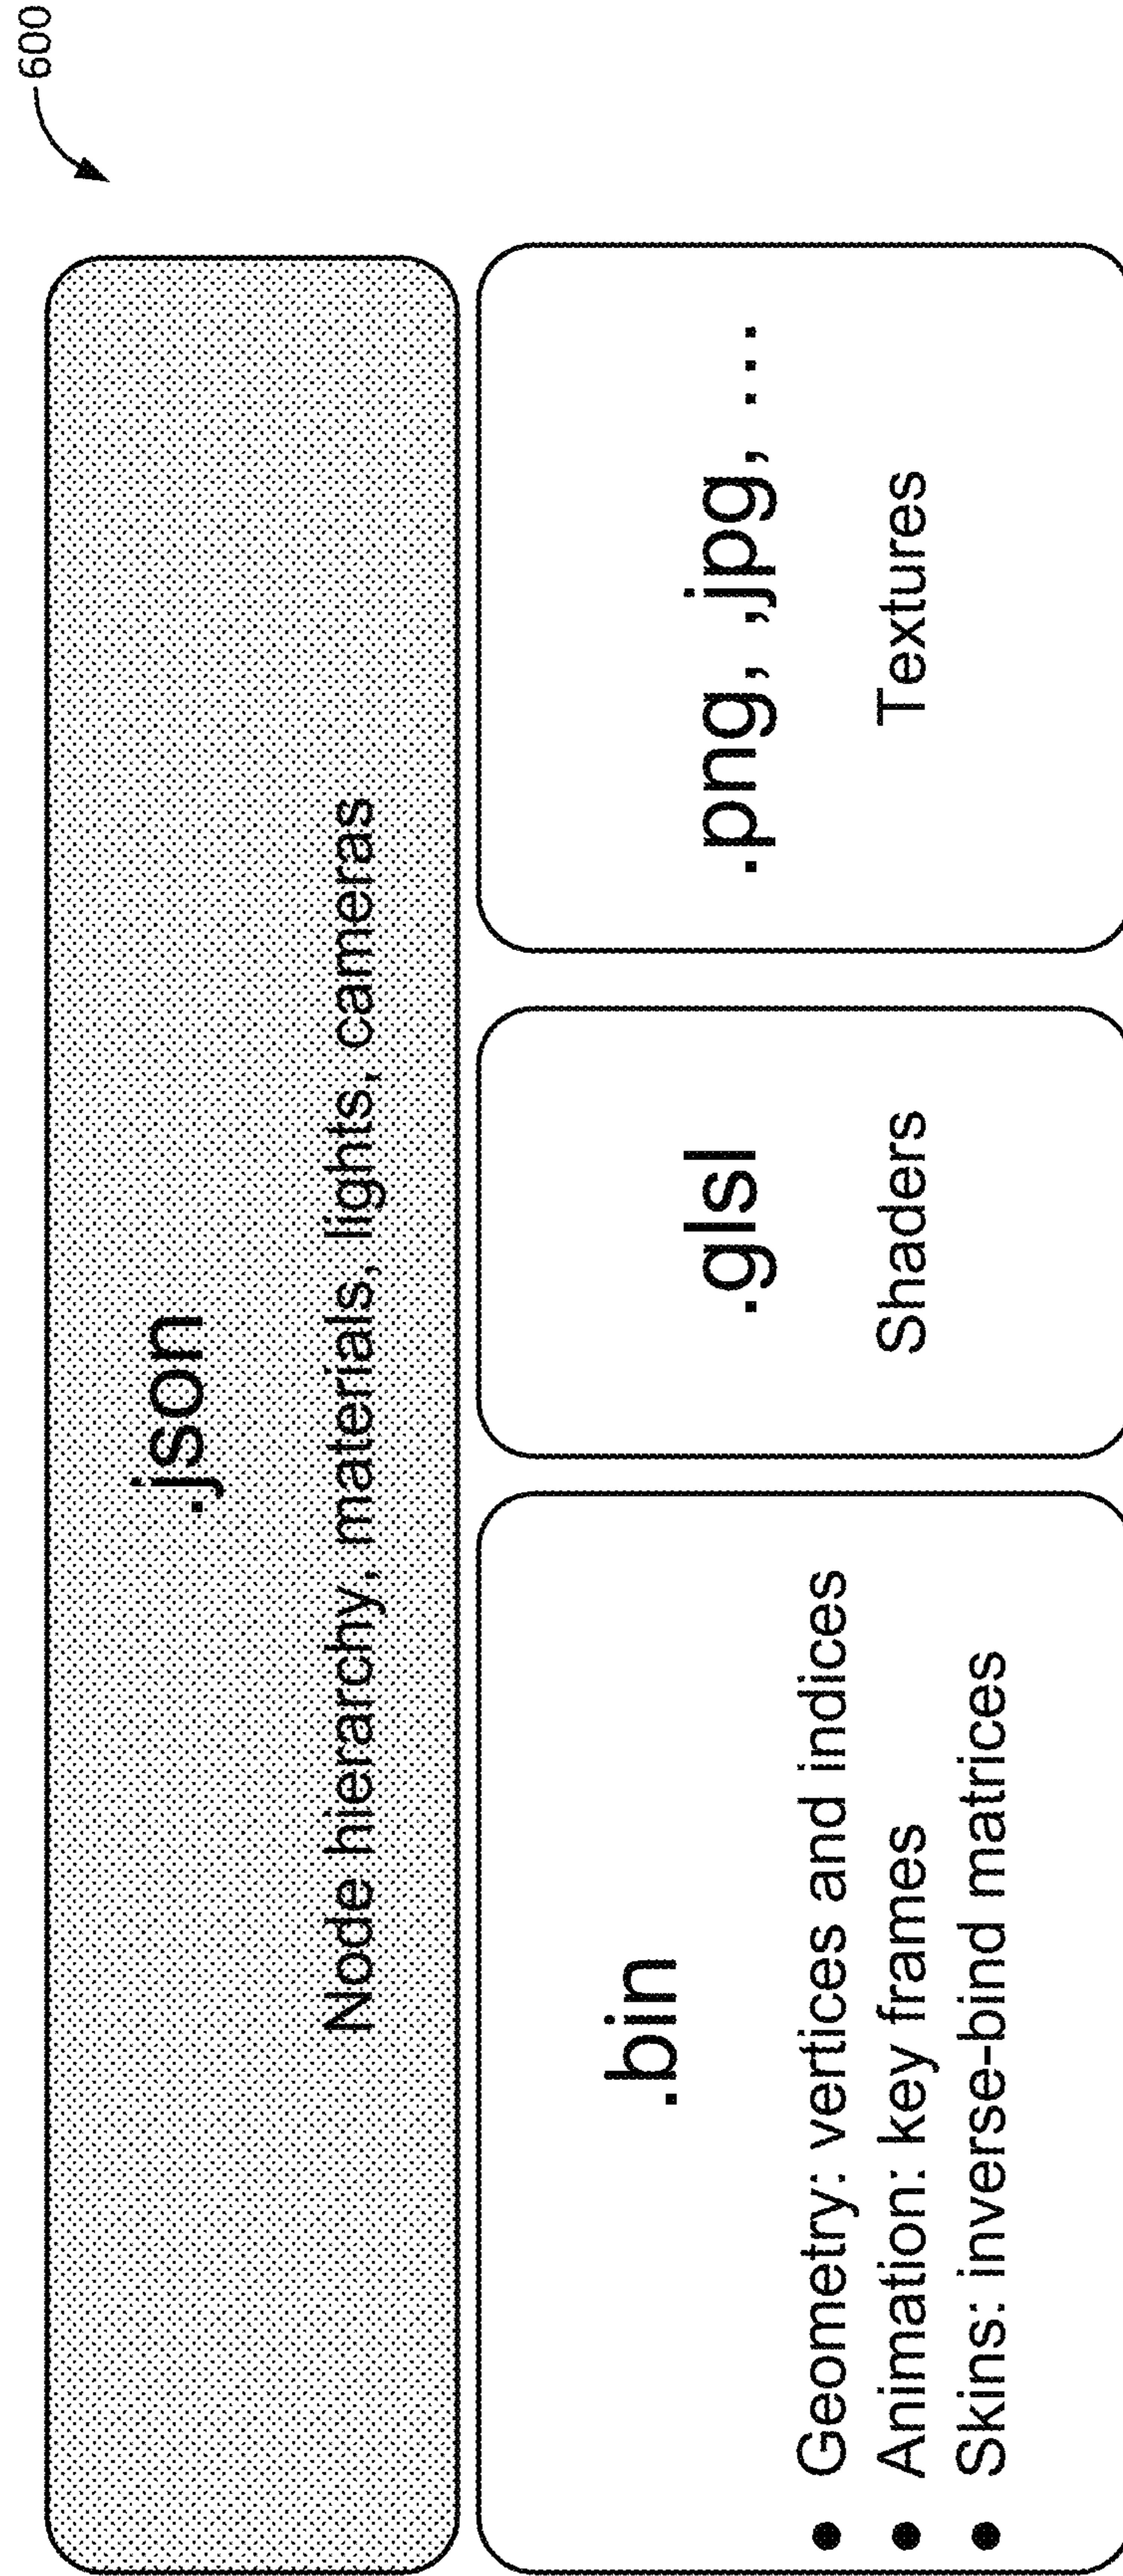 600
.json
Node hierarchy, materials, lights, cameras
.bin
● Geometry: vertices and indices
● Animation: key frames
● Skins: inverse-bind matrices
.glsl
Shaders
.png, ,jpg, . . .
Textures